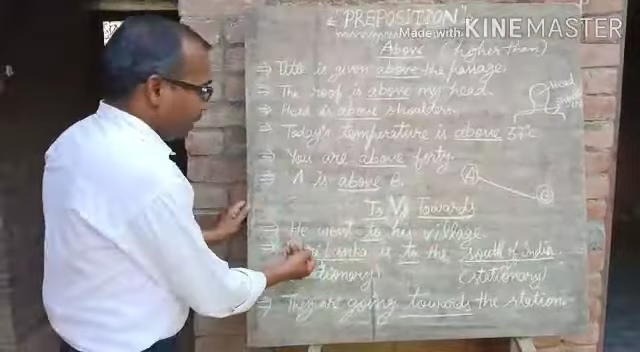 "PREPOSITION"
Made with KINEMASTER
Above (higher than)
⇒ Title is given above the passage.
⇒ The roof is above my head.
⇒ Head is above shoulders.
head
⇒ Today's temperature is above 37°C
⇒ You are above forty.
⇒ A is above B.
A
B
To Vs Towards
⇒ He went to his village.
⇒ Lanka is to the south of India.
(stationary)
⇒ They are going towards the station.